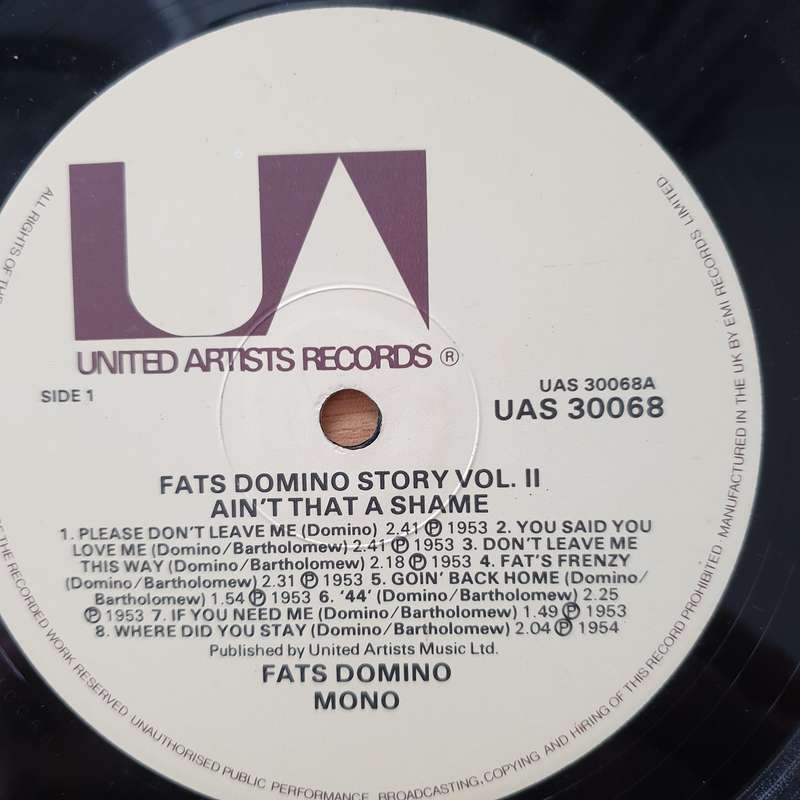 UA
UNITED ARTISTS RECORDS ®
SIDE 1
UAS 30068A
UAS 30068
FATS DOMINO STORY VOL. II
AIN'T THAT A SHAME
1. PLEASE DON'T LEAVE ME (Domino) 2.41 Ⓟ 1953 2. YOU SAID YOU
LOVE ME (Domino/Bartholomew) 2.41 Ⓟ 1953 3. DON'T LEAVE ME
THIS WAY (Domino/Bartholomew) 2.18 Ⓟ 1953 4. FAT'S FRENZY
(Domino/Bartholomew) 2.31 Ⓟ 1953 5. GOIN' BACK HOME (Domino/
Bartholomew) 1.54 Ⓟ 1953 6. '44' (Domino/Bartholomew) 2.25
Ⓟ 1953 7. IF YOU NEED ME (Domino/Bartholomew) 1.49 Ⓟ 1953
8. WHERE DID YOU STAY (Domino/Bartholomew) 2.04 Ⓟ 1954
Published by United Artists Music Ltd.
FATS DOMINO
MONO
ALL RIGHTS OF THE
THE RECORDED WORK RESERVED. UNAUTHORISED PUBLIC PERFORMANCE, BROADCASTING, COPYING AND HIRING OF THIS RECORD PROHIBITED. MANUFACTURED IN THE UK BY EMI RECORDS LIMITED.